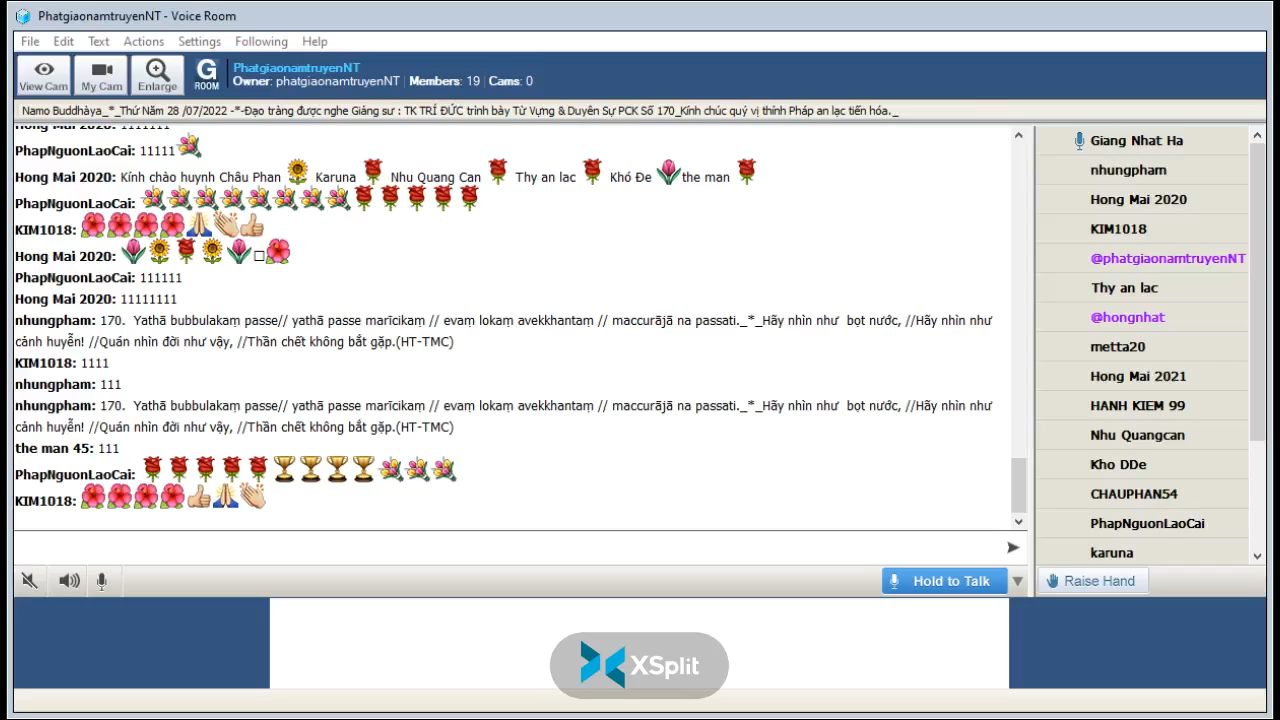 PhatgiaonamtruyenNT - Voice Room
File Edit Text Actions Settings Following Help
View Cam
My Cam
Enlarge
G ROOM
PhatgiaonamtruyenNT
Owner: phatgiaonamtruyenNT | Members: 19 | Cams: 0
Namo Buddhàya_*_Thứ Năm 28 /07/2022 -*-Đạo tràng được nghe Giảng sư : TK TRÍ ĐỨC trình bày Từ Vựng & Duyên Sự PCK Số 170_Kính chúc quý vị thính Pháp an lạc tiến hóa._
Hong Mai 2020: 1111111
PhapNguonLaoCai: 11111
Hong Mai 2020: Kính chào huynh Châu Phan Karuna Nhu Quang Can Thy an lac Khó Đe the man
PhapNguonLaoCai:
KIM1018:
Hong Mai 2020:
PhapNguonLaoCai: 111111
Hong Mai 2020: 11111111
nhungpham: 170. Yathā bubbulakaṃ passe// yathā passe marīcikaṃ // evaṃ lokaṃ avekkhantaṃ // maccurājā na passati._*_Hãy nhìn như bọt nước, //Hãy nhìn như
cảnh huyễn! //Quán nhìn đời như vậy, //Thần chết không bắt gặp.(HT-TMC)
KIM1018: 1111
nhungpham: 111
nhungpham: 170. Yathā bubbulakaṃ passe// yathā passe marīcikaṃ // evaṃ lokaṃ avekkhantaṃ // maccurājā na passati._*_Hãy nhìn như bọt nước, //Hãy nhìn như
cảnh huyễn! //Quán nhìn đời như vậy, //Thần chết không bắt gặp.(HT-TMC)
the man 45: 111
PhapNguonLaoCai:
KIM1018:
Giang Nhat Ha
nhungpham
Hong Mai 2020
KIM1018
@phatgiaonamtruyenNT
Thy an lac
@hongnhat
metta20
Hong Mai 2021
HANH KIEM 99
Nhu Quangcan
Kho DDe
CHAUPHAN54
PhapNguonLaoCai
karuna
Hold to Talk
Raise Hand
XSplit